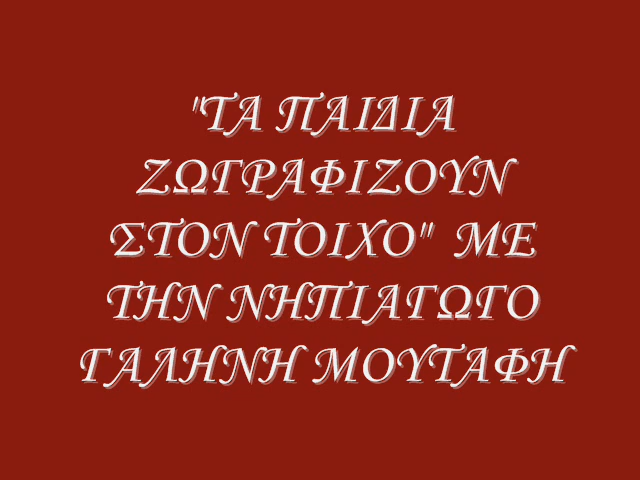 "ΤΑ ΠΑΙΔΙΑ
ΖΩΓΡΑΦΙΖΟΥΝ
ΣΤΟΝ ΤΟΙΧΟ" ΜΕ
ΤΗΝ ΝΗΠΙΑΓΩΓΟ
ΓΑΛΗΝΗ ΜΟΥΤΑΦΗ